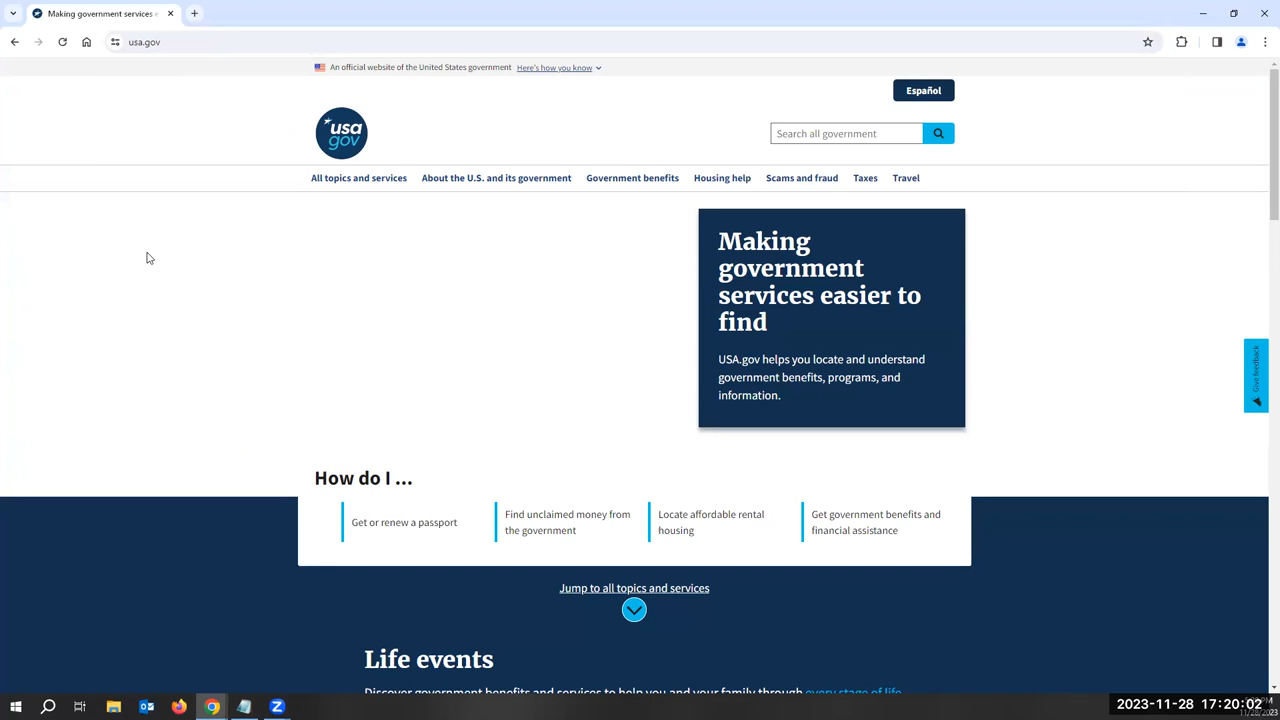 Making government services e
usa.gov
An official website of the United States government Here's how you know
Español
usa
gov
Search all government
All topics and services About the U.S. and its government Government benefits Housing help Scams and fraud Taxes Travel
Making
government
services easier to
find
USA.gov helps you locate and understand
government benefits, programs, and
information.
Give feedback
How do I ...
Get or renew a passport
Find unclaimed money from
the government
Locate affordable rental
housing
Get government benefits and
financial assistance
Jump to all topics and services
Life events
Discover government benefits and services to help you and your family through every stage of life
2023-11-28 17:20:02